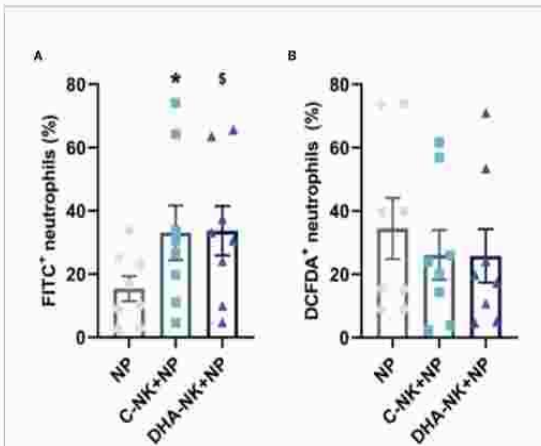 A
FITC+ neutrophils (%)
80
60
40
20
0
*
$
NP
C-NK+NP
DHA-NK+NP
B
DCFDA+ neutrophils (%)
80
60
40
20
0
NP
C-NK+NP
DHA-NK+NP